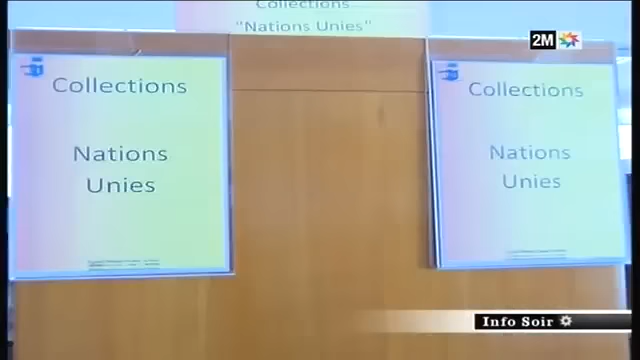 Collections
"Nations Unies"
2M
Collections
Nations
Unies
Collections
Nations
Unies
Info Soir